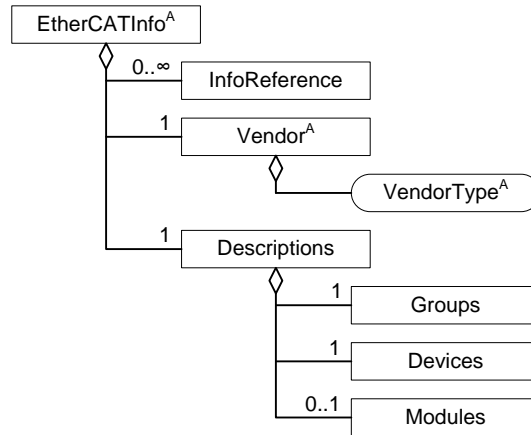 EtherCATInfo^A
0..∞
InfoReference
1
Vendor^A
VendorType^A
1
Descriptions
1
Groups
1
Devices
0..1
Modules